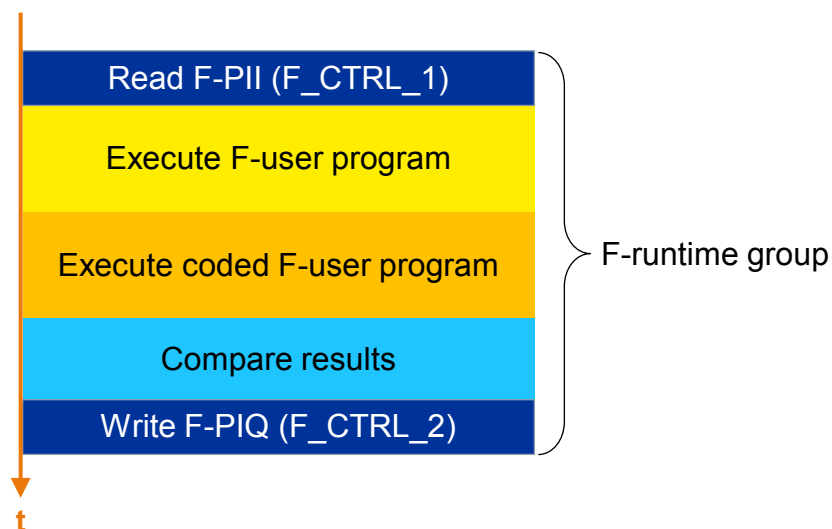 Read F-PII (F_CTRL_1)
Execute F-user program
Execute coded F-user program
F-runtime group
Compare results
Write F-PIQ (F_CTRL_2)
t